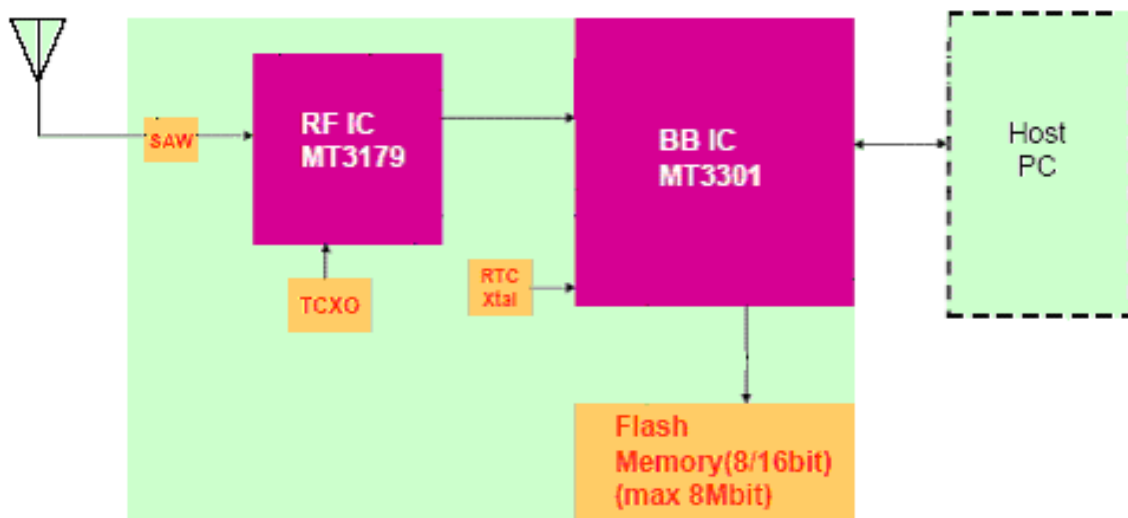 SAW
RF IC
MT3179
TCXO
BB IC
MT3301
RTC
Xtal
Flash
Memory(8/16bit)
(max 8Mbit)
Host
PC